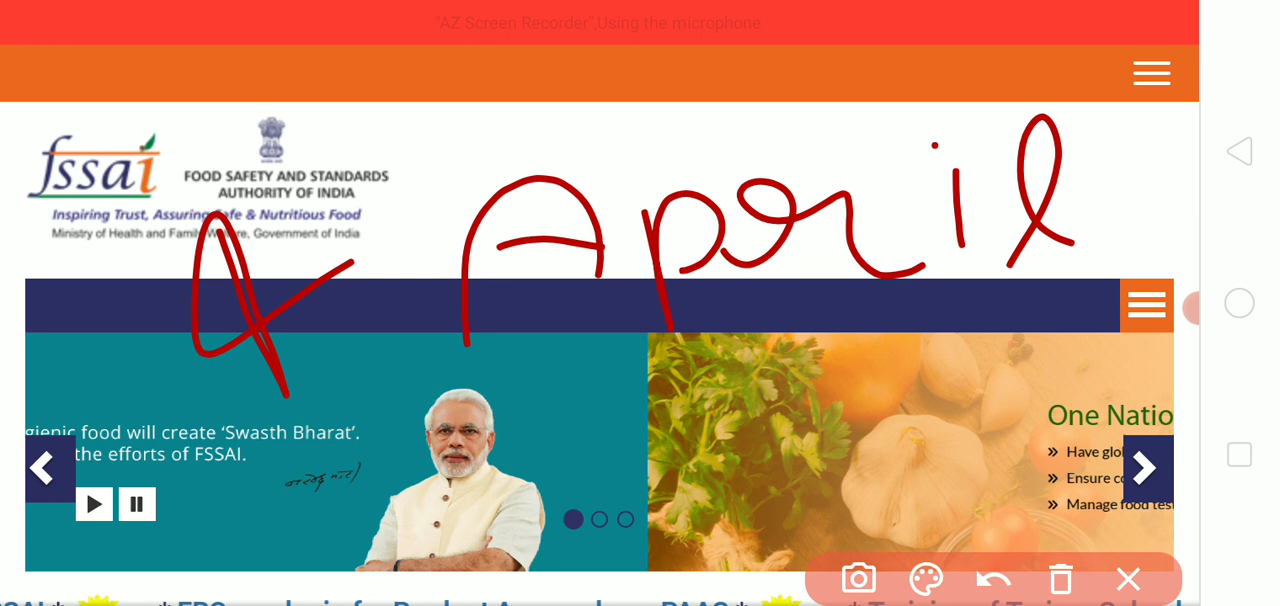 "AZ Screen Recorder",Using the microphone
fssai
FOOD SAFETY AND STANDARDS
AUTHORITY OF INDIA
Inspiring Trust, Assuring Safe & Nutritious Food
Ministry of Health and Family Welfare, Government of India
4 April
gienic food will create 'Swasth Bharat'.
the efforts of FSSAI.
One Natio
» Have glo
» Ensure co
» Manage food test